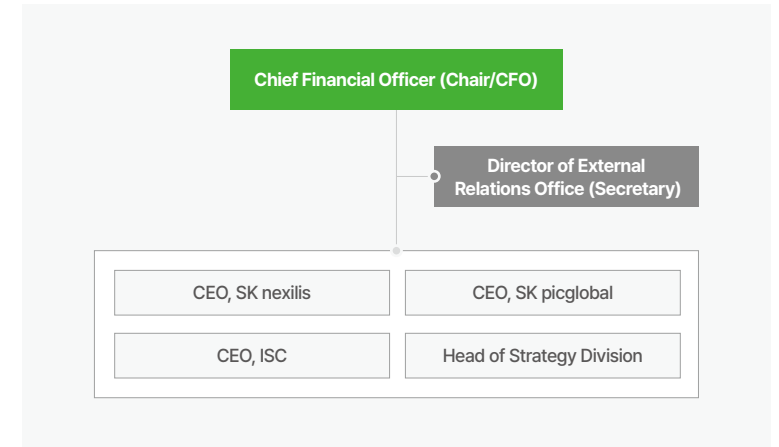 Chief Financial Officer (Chair/CFO)
Director of External
Relations Office (Secretary)
CEO, SK nexilis
CEO, SK picglobal
CEO, ISC
Head of Strategy Division